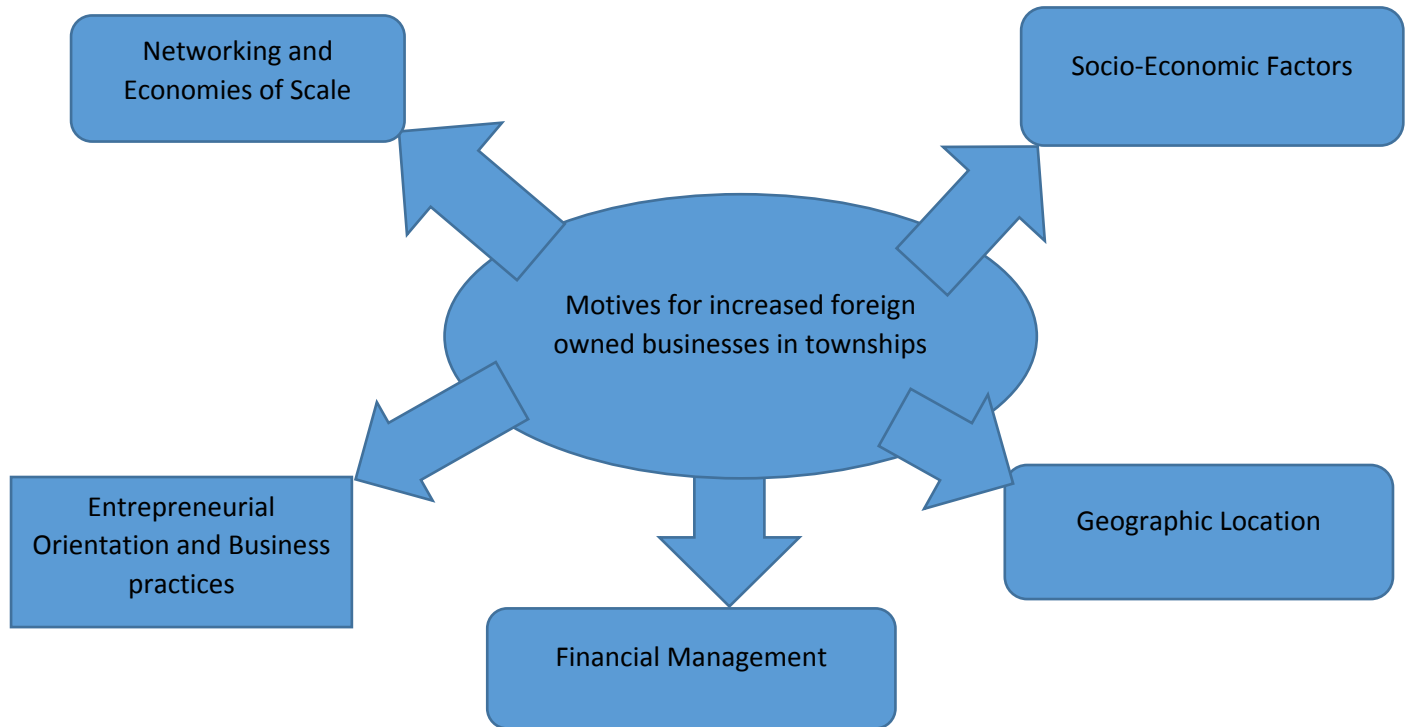 Networking and
Economies of Scale
Socio-Economic Factors
Motives for increased foreign
owned businesses in townships
Entrepreneurial
Orientation and Business
practices
Geographic Location
Financial Management